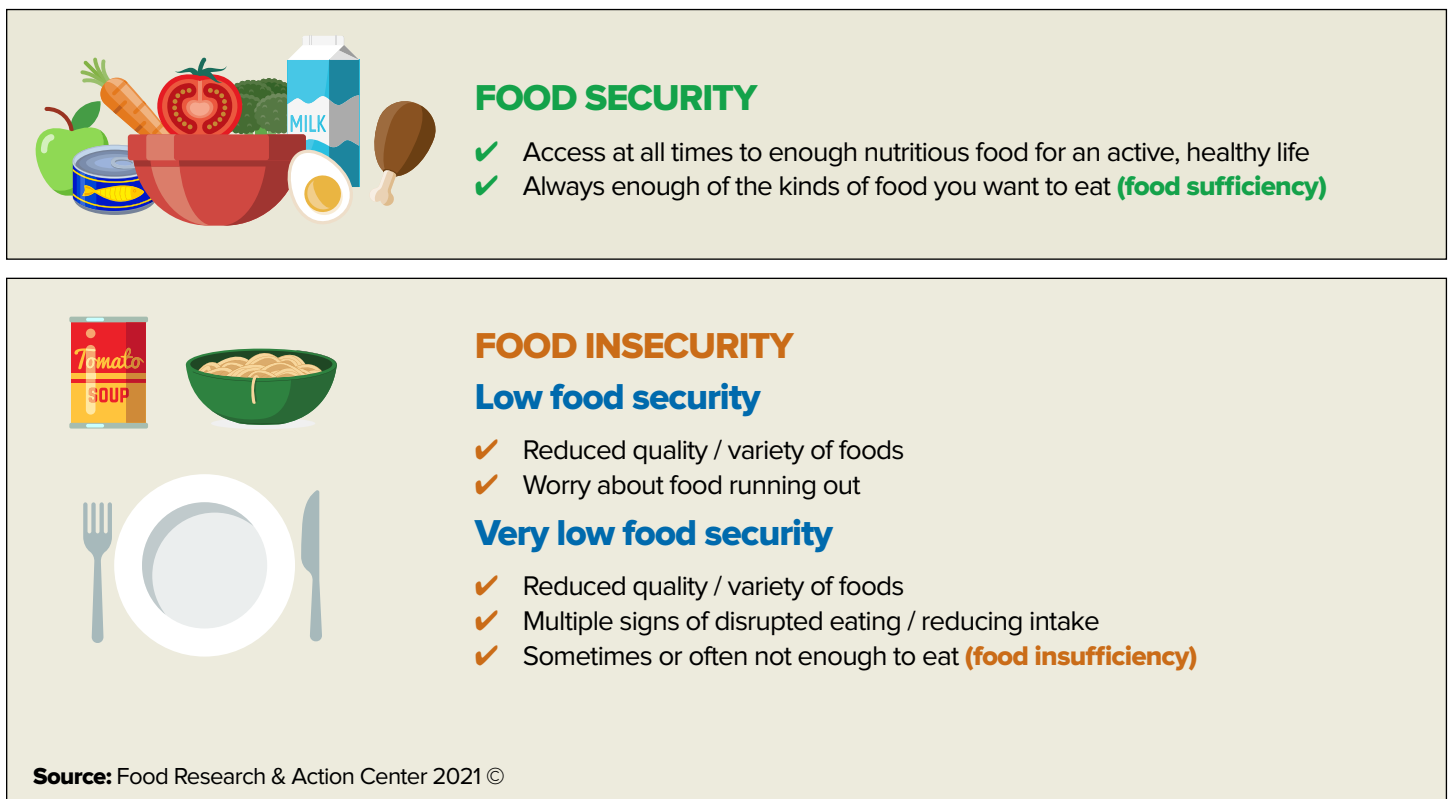 MILK
FOOD SECURITY
✔ Access at all times to enough nutritious food for an active, healthy life
✔ Always enough of the kinds of food you want to eat (food sufficiency)
Tomato
SOUP
FOOD INSECURITY
Low food security
✔ Reduced quality / variety of foods
✔ Worry about food running out
Very low food security
✔ Reduced quality / variety of foods
✔ Multiple signs of disrupted eating / reducing intake
✔ Sometimes or often not enough to eat (food insufficiency)
Source: Food Research & Action Center 2021 ©